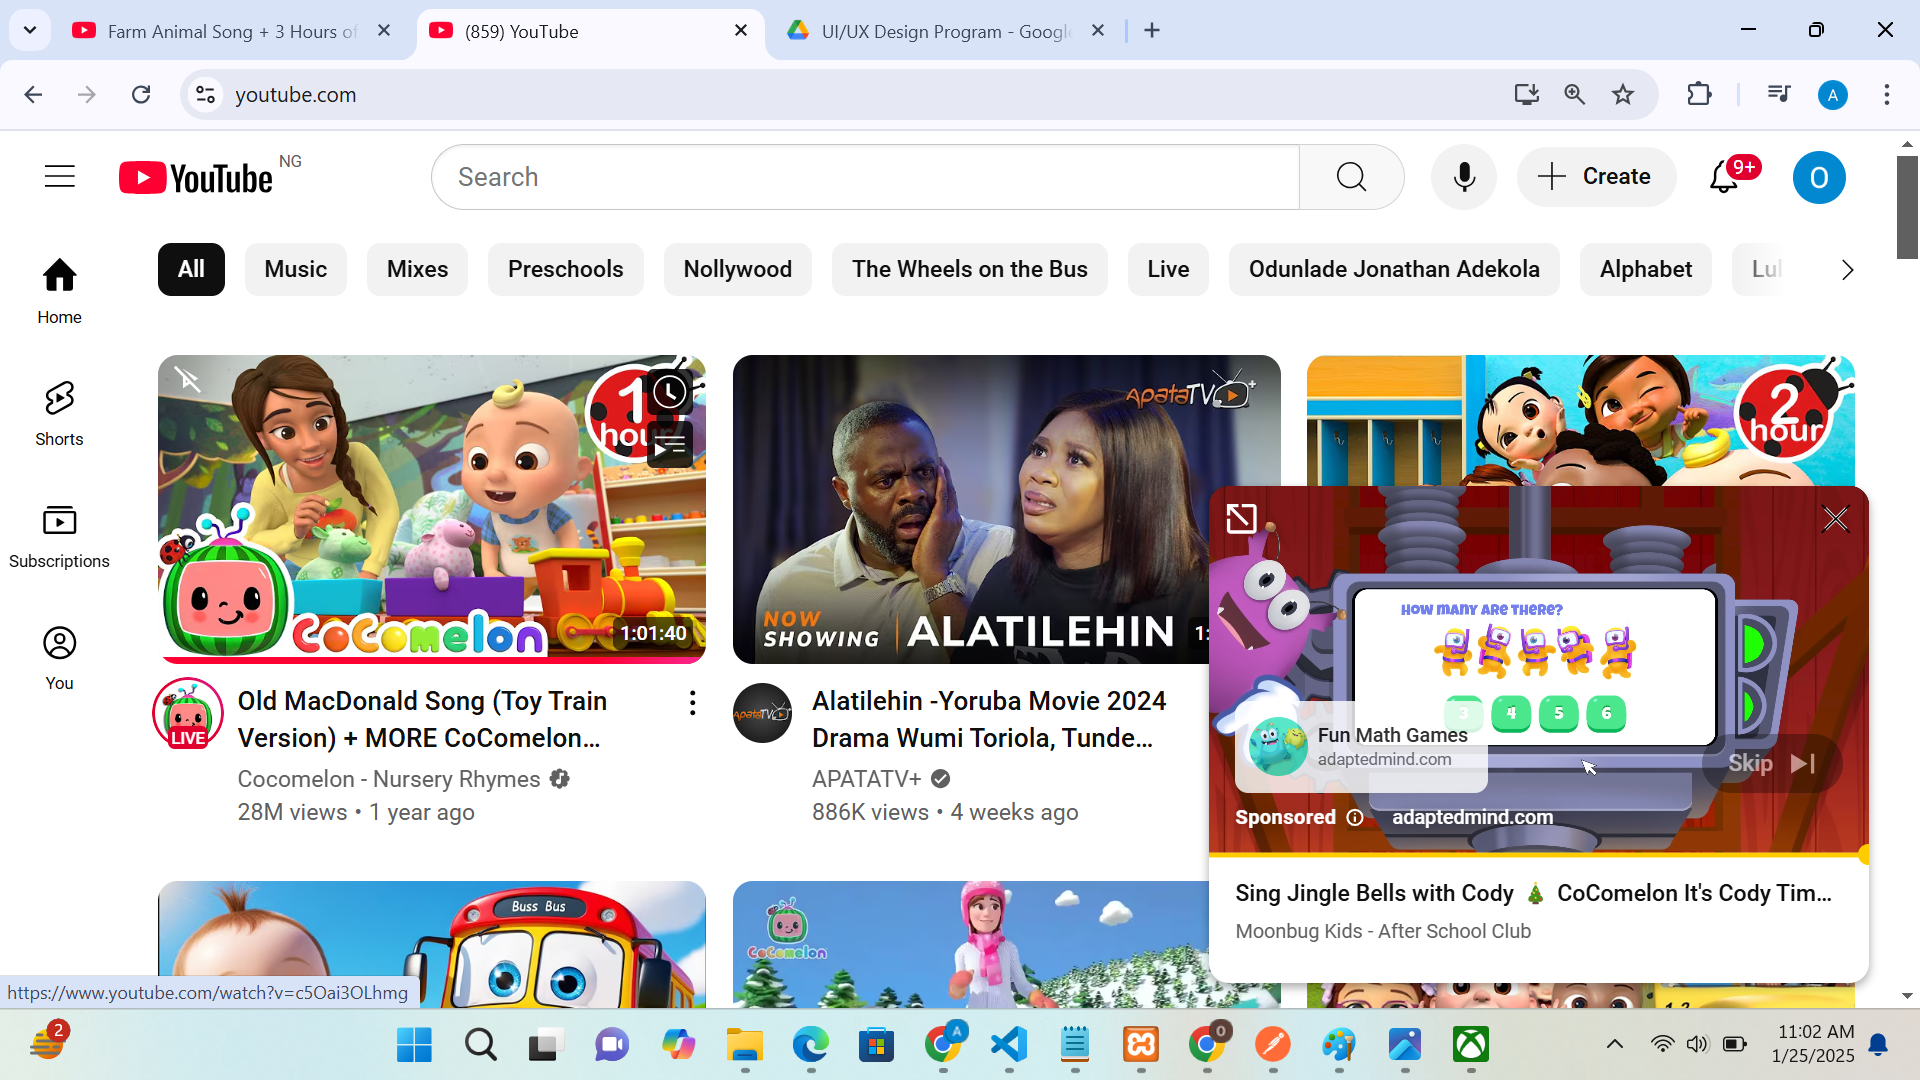 Farm Animal Song + 3 Hours of
(859) YouTube
UI/UX Design Program - Google
youtube.com
A
YouTube NG
Search
Create
9+
O
All
Music
Mixes
Preschools
Nollywood
The Wheels on the Bus
Live
Odunlade Jonathan Adekola
Alphabet
Lul
Home
Shorts
Subscriptions
You
1 hour
CoComelon
1:01:40
LIVE
Old MacDonald Song (Toy Train
Version) + MORE CoComelon...
Cocomelon - Nursery Rhymes
28M views • 1 year ago
ApataTV+
NOW
SHOWING
ALATILEHIN
1:
ApataTV+
Alatilehin -Yoruba Movie 2024
Drama Wumi Toriola, Tunde...
APATATV+
886K views • 4 weeks ago
2
hour
HOW MANY ARE THERE?
3
4
5
6
Fun Math Games
adaptedmind.com
Skip
Sponsored
adaptedmind.com
Sing Jingle Bells with Cody 🎄 CoComelon It's Cody Tim...
Moonbug Kids - After School Club
Buss Bus
CoComelon
1 2
https://www.youtube.com/watch?v=c5Oai3OLhmg
2
A
O
11:02 AM
1/25/2025